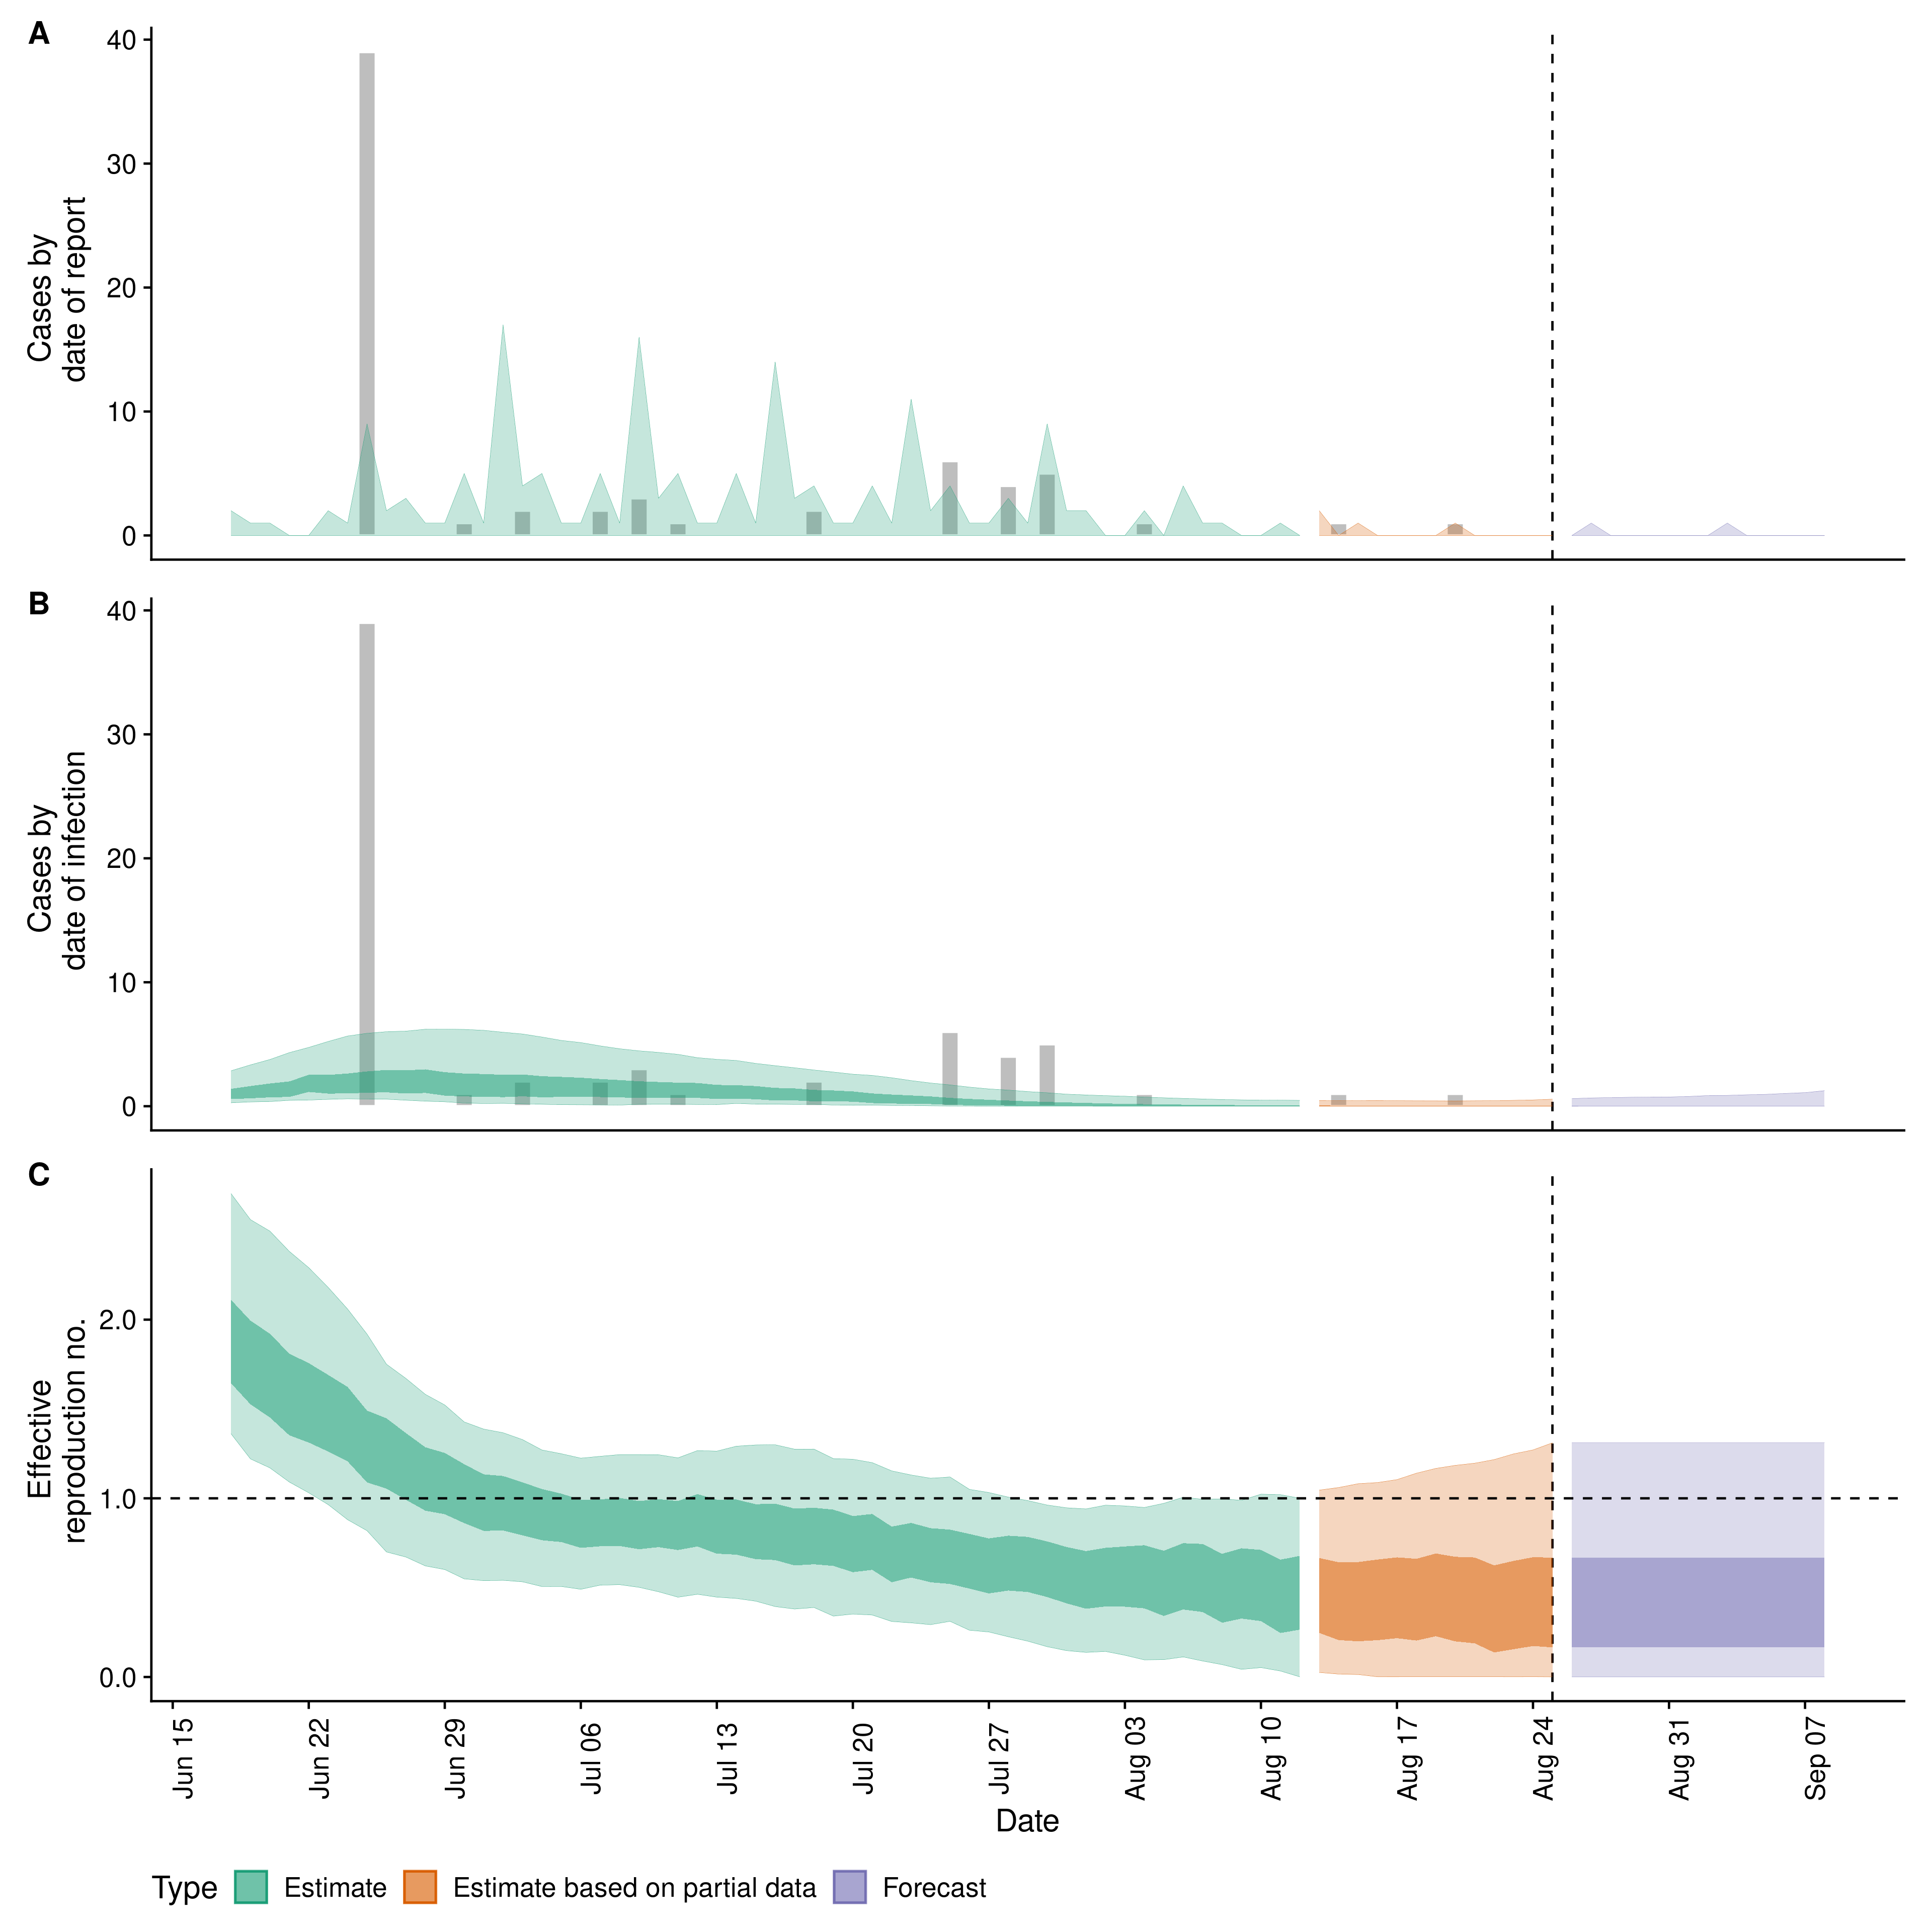 A
40
30
20
10
0
Cases by
date of report
B
40
30
20
10
0
Cases by
date of infection
C
2.0
1.0
0.0
Effective
reproduction no.
Jun 15
Jun 22
Jun 29
Jul 06
Jul 13
Jul 20
Jul 27
Aug 03
Aug 10
Aug 17
Aug 24
Aug 31
Sep 07
Date
Type Estimate Estimate based on partial data Forecast